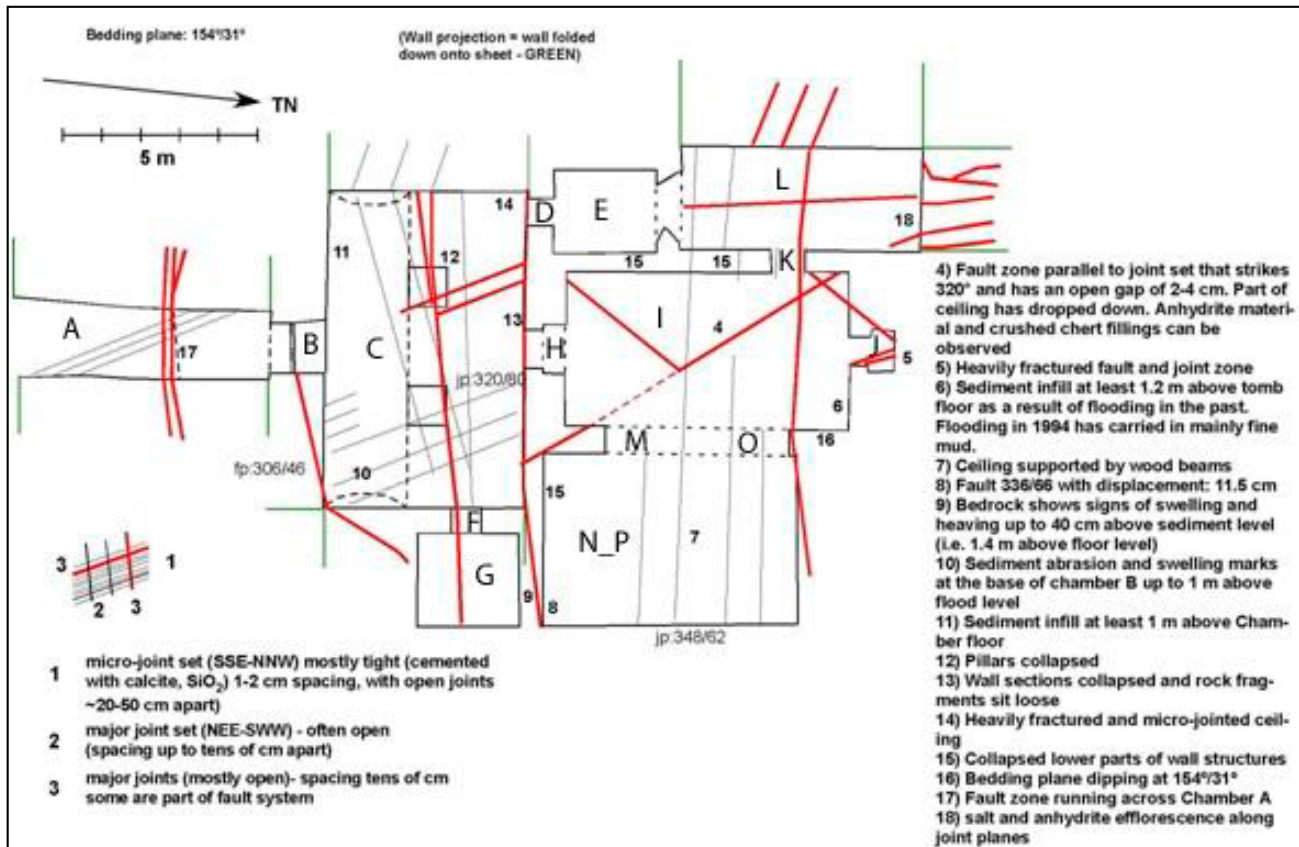 Bedding plane: 154º/31º
(Wall projection = wall folded
down onto sheet - GREEN)
TN
5 m
L
14
D
E
18
11
12
15
15
K
A
B
C
13
H
I
4
J
5
17
jp:320/80
6
M
O
16
fp:306/46
10
15
F
N_P
7
G
9
8
jp:348/62
3
1
2
3
1
micro-joint set (SSE-NNW) mostly tight (cemented
with calcite, SiO₂) 1-2 cm spacing, with open joints
~20-50 cm apart)
2
major joint set (NEE-SWW) - often open
(spacing up to tens of cm apart)
3
major joints (mostly open)- spacing tens of cm
some are part of fault system
4) Fault zone parallel to joint set that strikes
320° and has an open gap of 2-4 cm. Part of
ceiling has dropped down. Anhydrite materi-
al and crushed chert fillings can be
observed
5) Heavily fractured fault and joint zone
6) Sediment infill at least 1.2 m above tomb
floor as a result of flooding in the past.
Flooding in 1994 has carried in mainly fine
mud.
7) Ceiling supported by wood beams
8) Fault 336/66 with displacement: 11.5 cm
9) Bedrock shows signs of swelling and
heaving up to 40 cm above sediment level
(i.e. 1.4 m above floor level)
10) Sediment abrasion and swelling marks
at the base of chamber B up to 1 m above
flood level
11) Sediment infill at least 1 m above Cham-
ber floor
12) Pillars collapsed
13) Wall sections collapsed and rock frag-
ments sit loose
14) Heavily fractured and micro-jointed ceil-
ing
15) Collapsed lower parts of wall structures
16) Bedding plane dipping at 154º/31º
17) Fault zone running across Chamber A
18) salt and anhydrite efflorescence along
joint planes